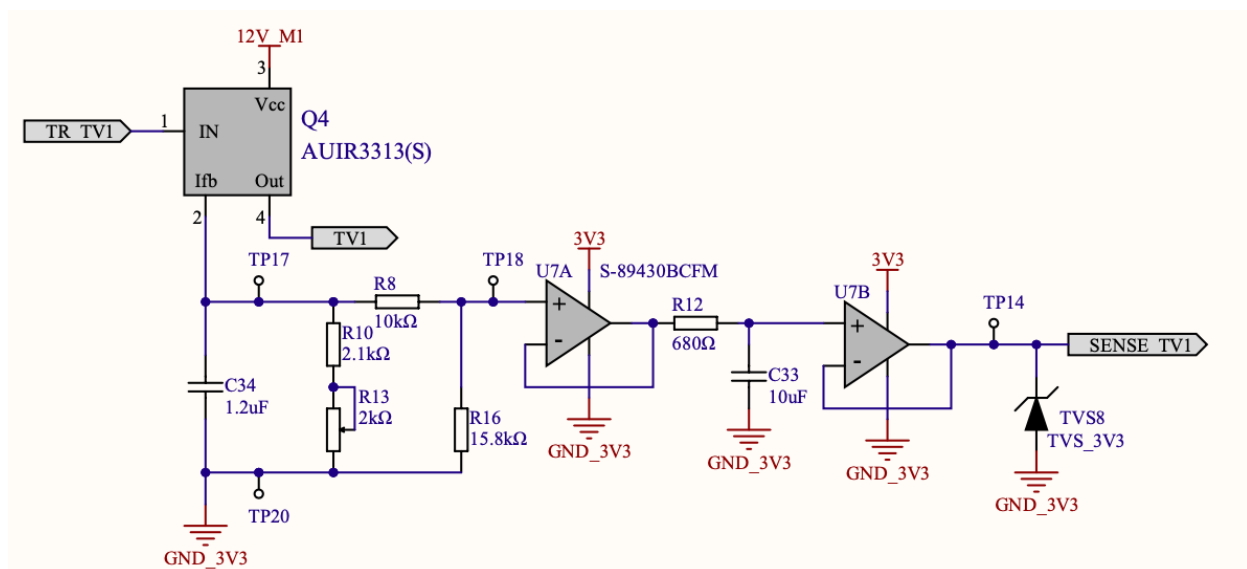 12V_M1
3
Vcc
TR_TV1
1
IN
Q4
AUIR3313(S)
Ifb
Out
2
4
TV1
TP17
R8
10kΩ
TP18
U7A
3V3
S-89430BCFM
+
-
R12
680Ω
3V3
U7B
+
-
TP14
SENSE_TV1
R10
2.1kΩ
C34
1.2uF
R13
2kΩ
R16
15.8kΩ
C33
10uF
TVS8
TVS_3V3
GND_3V3
GND_3V3
GND_3V3
GND_3V3
TP20
GND_3V3